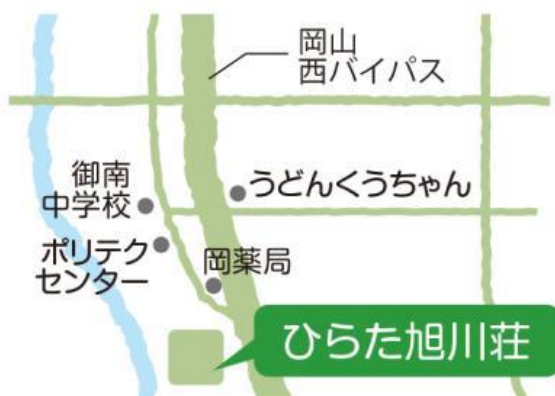 岡山
西バイパス
御南
中学校
うどんくうちゃん
ポリテク
センター
岡薬局
ひらた旭川荘